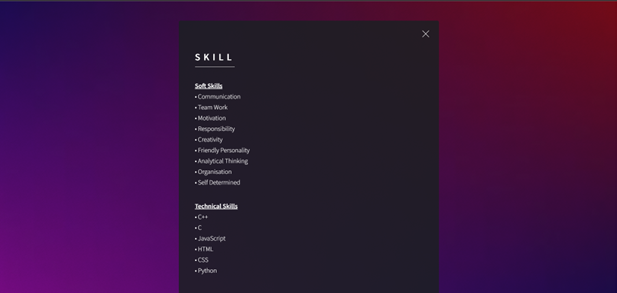 SKILL
Soft Skills
• Communication
• Team Work
• Motivation
• Responsibility
• Creativity
• Friendly Personality
• Analytical Thinking
• Organisation
• Self Determined
Technical Skills
• C++
• C
• JavaScript
• HTML
• CSS
• Python